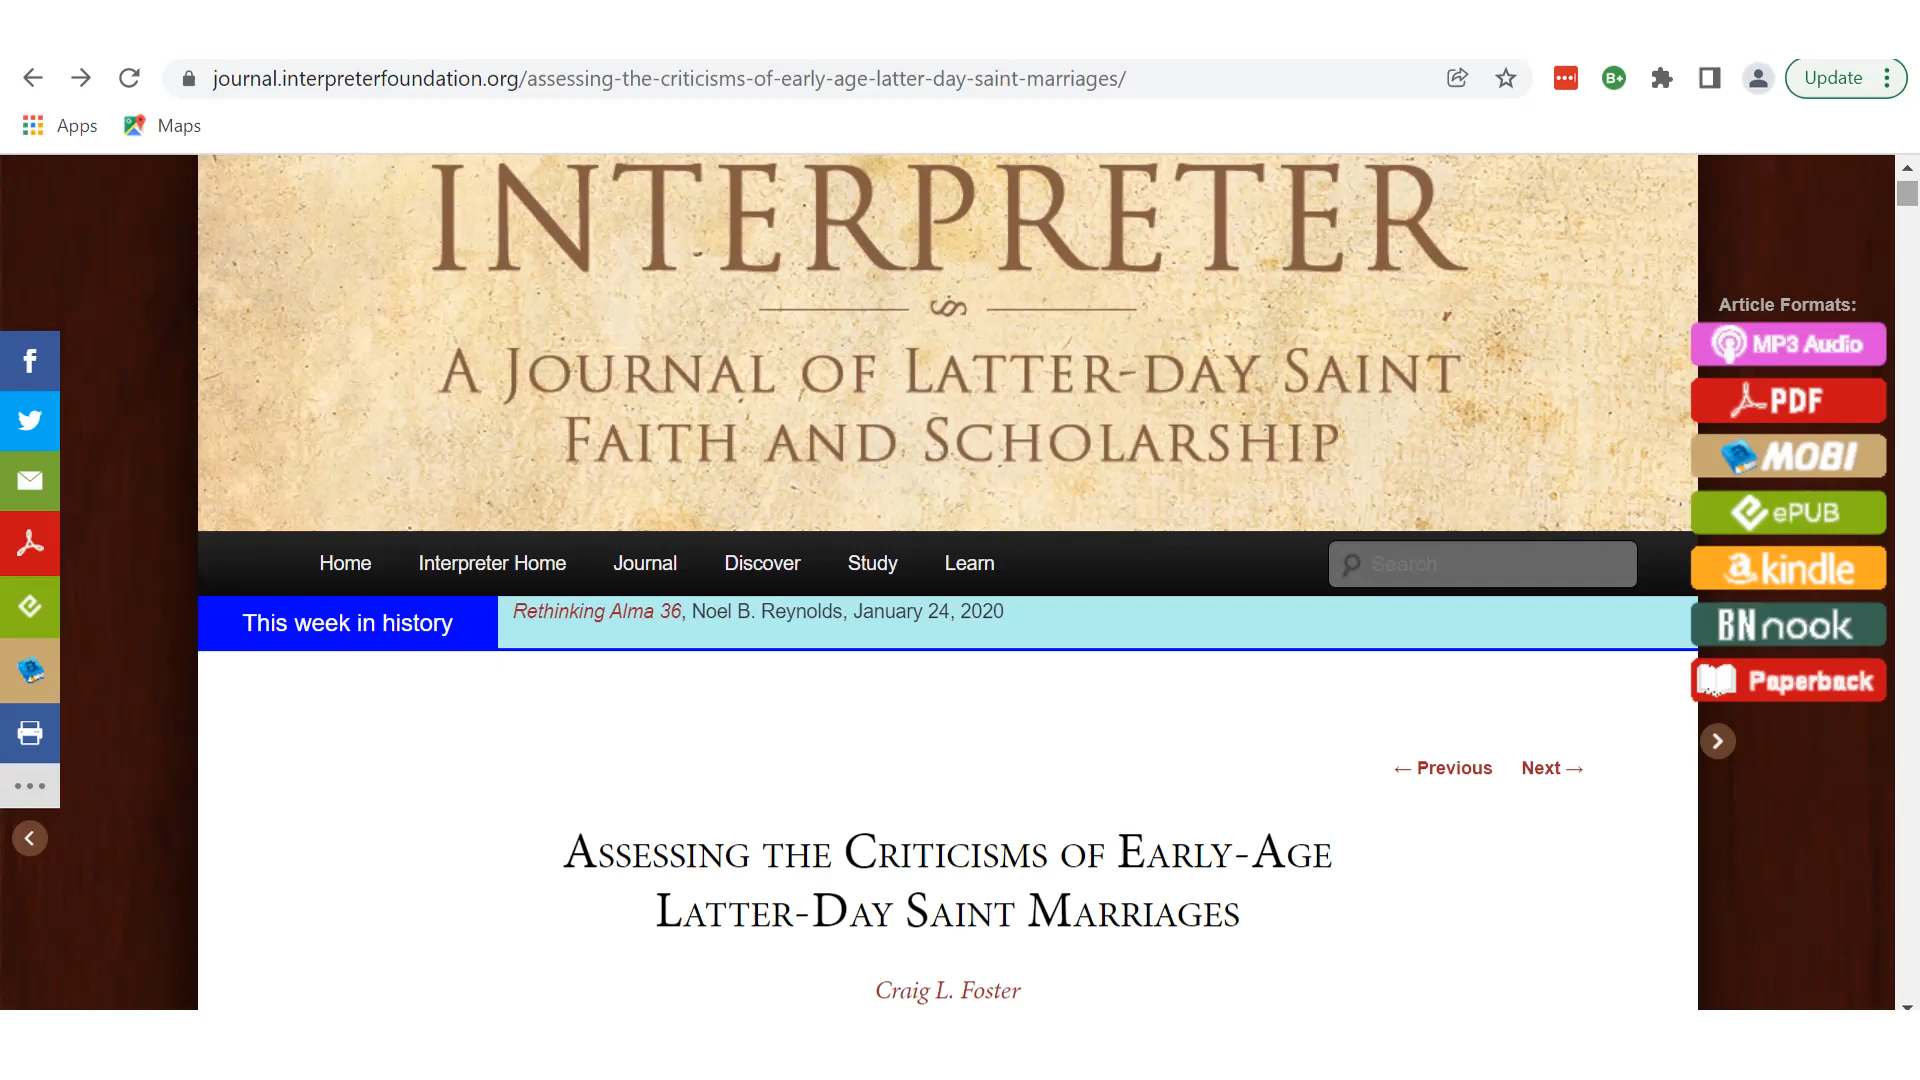 journal.interpreterfoundation.org/assessing-the-criticisms-of-early-age-latter-day-saint-marriages/
B+
Update
Apps
Maps
INTERPRETER
A JOURNAL OF LATTER-DAY SAINT
FAITH AND SCHOLARSHIP
Article Formats:
MP3 Audio
PDF
MOBI
ePUB
a kindle
BN nook
Paperback
Home
Interpreter Home
Journal
Discover
Study
Learn
Search
This week in history
Rethinking Alma 36, Noel B. Reynolds, January 24, 2020
← Previous
Next →
ASSESSING THE CRITICISMS OF EARLY-AGE
LATTER-DAY SAINT MARRIAGES
Craig L. Foster